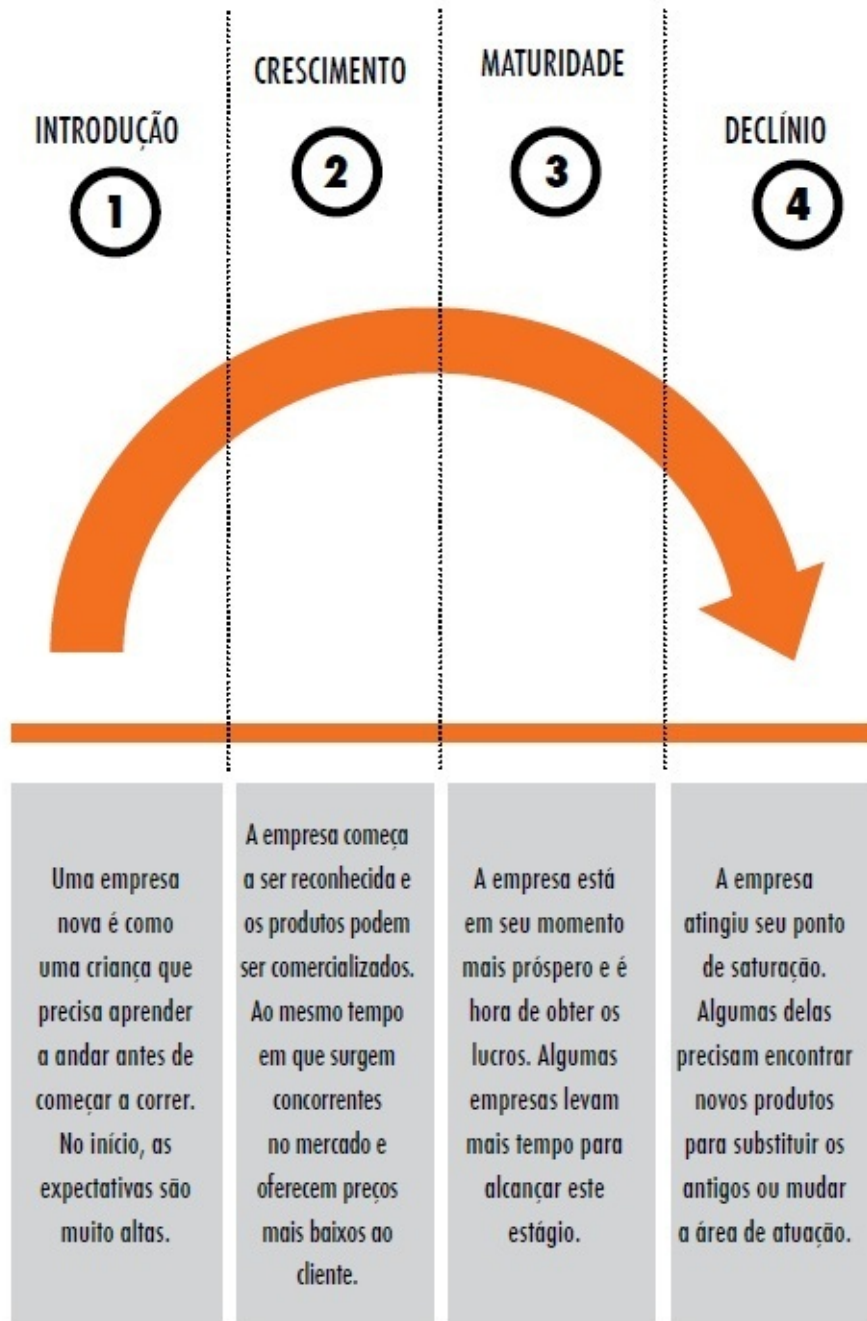 INTRODUÇÃO
1
CRESCIMENTO
2
MATURIDADE
3
DECLÍNIO
4
Uma empresa
nova é como
uma criança que
precisa aprender
a andar antes de
começar a correr.
No início, as
expectativas são
muito altas.
A empresa começa
a ser reconhecida e
os produtos podem
ser comercializados.
Ao mesmo tempo
em que surgem
concorrentes
no mercado e
oferecem preços
mais baixos ao
cliente.
A empresa está
em seu momento
mais próspero e é
hora de obter os
lucros. Algumas
empresas levam
mais tempo para
alcançar este
estágio.
A empresa
atingiu seu ponto
de saturação.
Algumas delas
precisam encontrar
novos produtos
para substituir os
antigos ou mudar
a área de atuação.